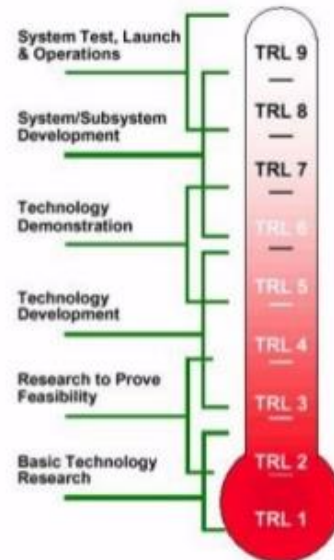 System Test, Launch
& Operations
System/Subsystem
Development
Technology
Demonstration
Technology
Development
Research to Prove
Feasibility
Basic Technology
Research
TRL 9
TRL 8
TRL 7
TRL 6
TRL 5
TRL 4
TRL 3
TRL 2
TRL 1